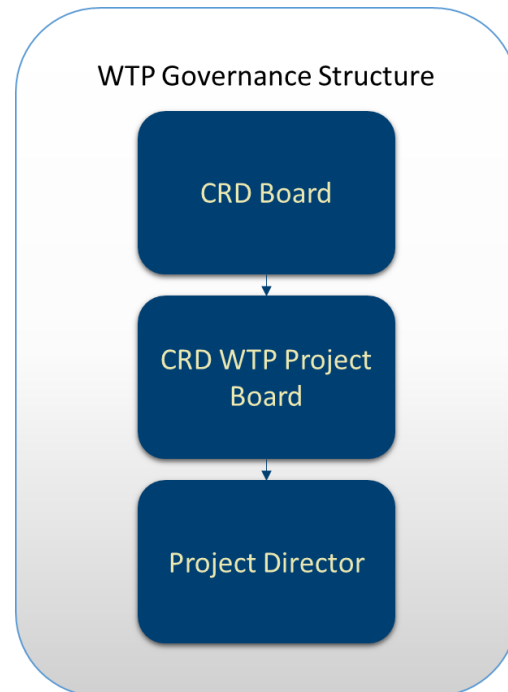 WTP Governance Structure
CRD Board
CRD WTP Project
Board
Project Director